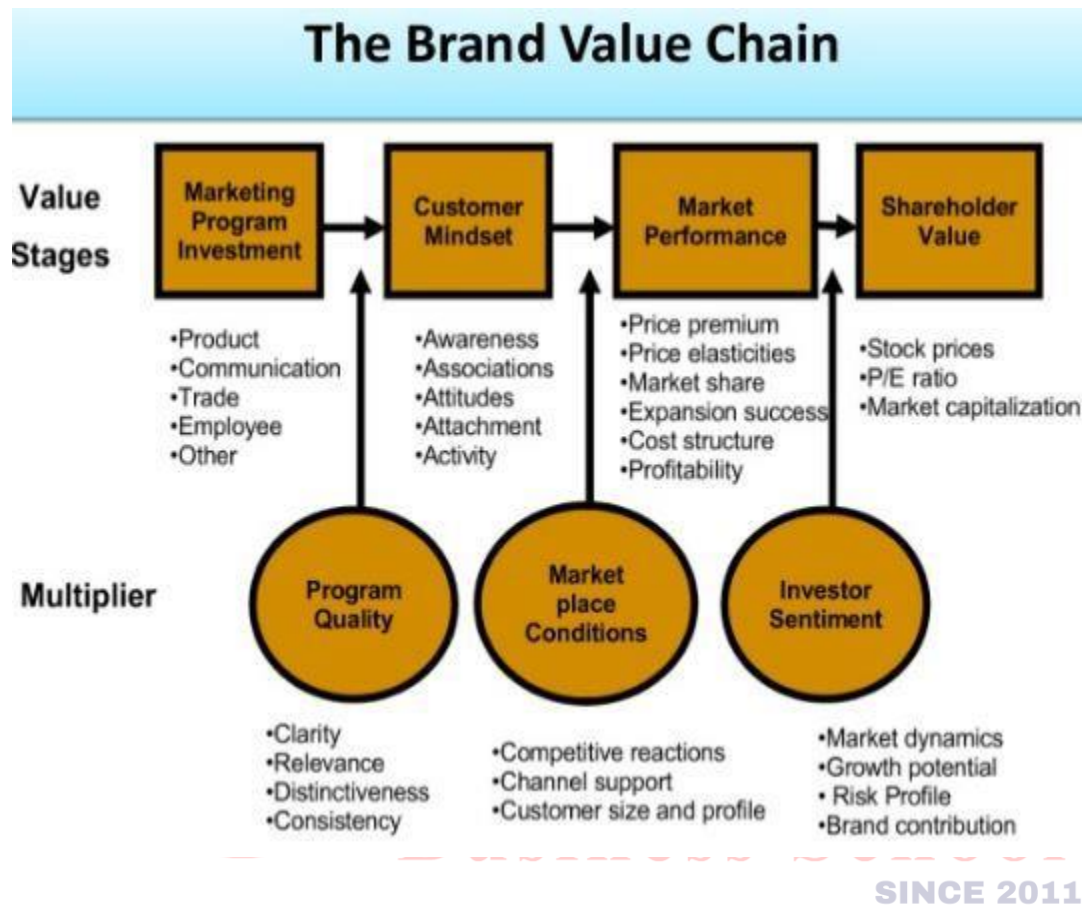 The Brand Value Chain
Value
Stages
Marketing
Program
Investment
Customer
Mindset
Market
Performance
Shareholder
Value
•Product
•Communication
•Trade
•Employee
•Other
•Awareness
•Associations
•Attitudes
•Attachment
•Activity
•Price premium
•Price elasticities
•Market share
•Expansion success
•Cost structure
•Profitability
•Stock prices
•P/E ratio
•Market capitalization
Multiplier
Program
Quality
Market
place
Conditions
Investor
Sentiment
•Clarity
•Relevance
•Distinctiveness
•Consistency
•Competitive reactions
•Channel support
•Customer size and profile
•Market dynamics
•Growth potential
• Risk Profile
•Brand contribution
SINCE 2011